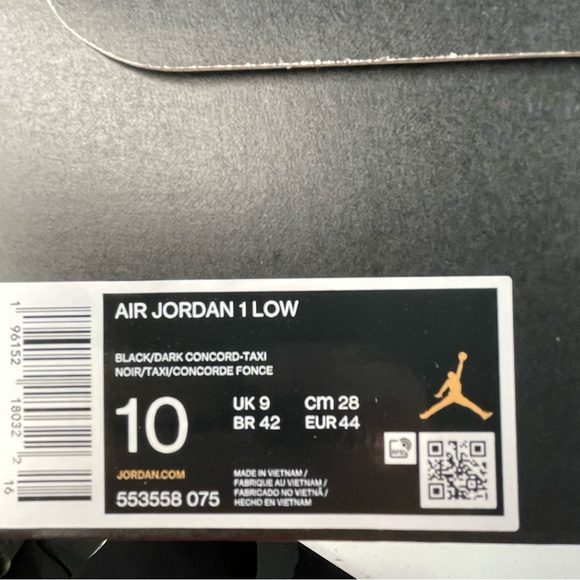 AIR JORDAN 1 LOW
BLACK/DARK CONCORD-TAXI
NOIR/TAXI/CONCORDE FONCE
10
UK 9 CM 28
BR 42 EUR 44
JORDAN.COM
553558 075
MADE IN VIETNAM /
FABRIQUE AU VIETNAM /
FABRICADO NO VIETNÃ /
HECHO EN VIETNAM
1 96152 18032 2
16